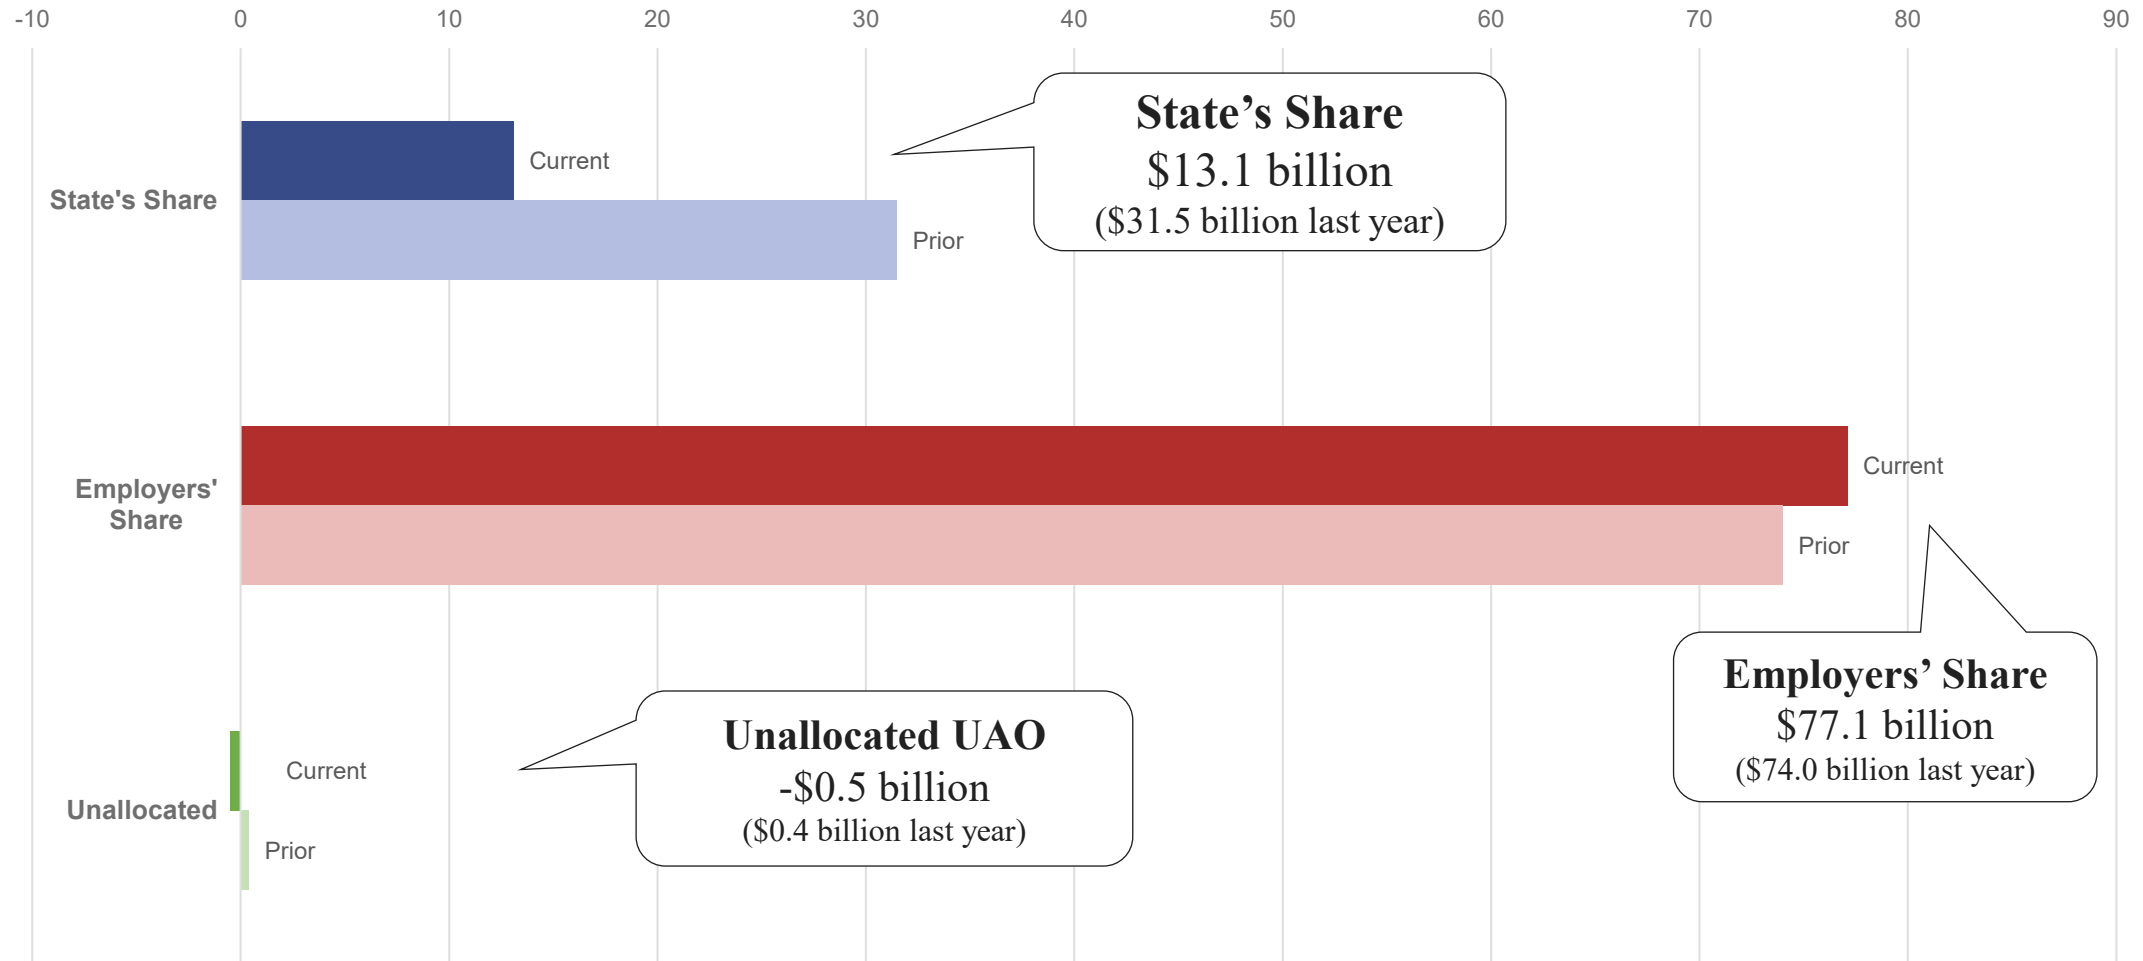 -10 0 10 20 30 40 50 60 70 80 90
State's Share
Current
Prior
State’s Share
$13.1 billion
($31.5 billion last year)
Employers'
Share
Current
Prior
Employers’ Share
$77.1 billion
($74.0 billion last year)
Unallocated
Current
Prior
Unallocated UAO
-$0.5 billion
($0.4 billion last year)